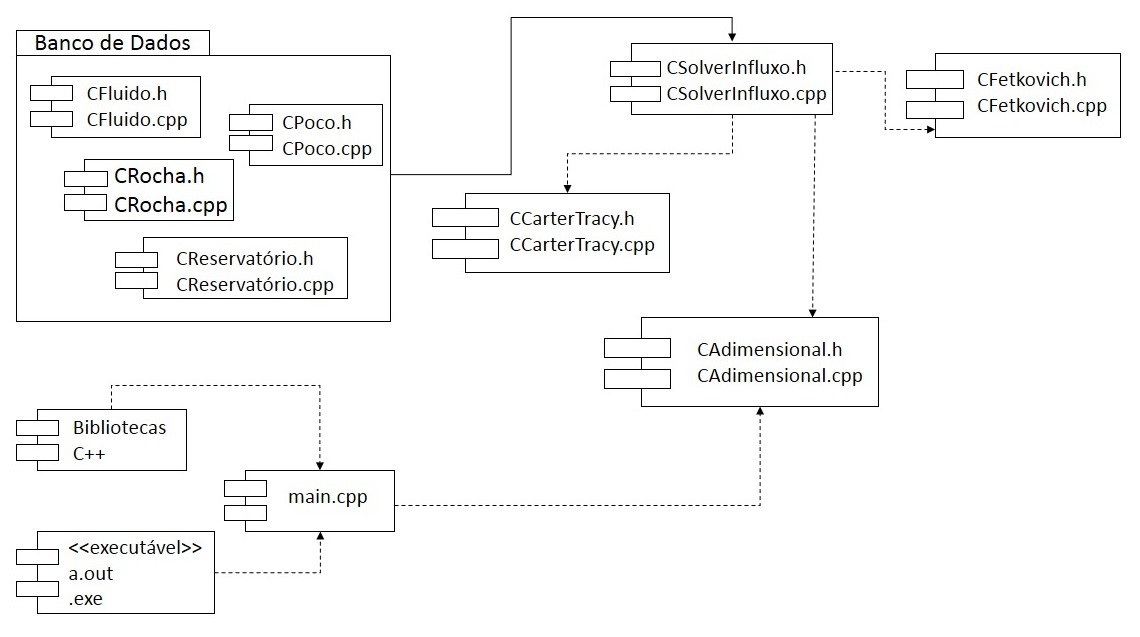 Banco de Dados
CFluido.h
CFluido.cpp
CPoco.h
CPoco.cpp
CRocha.h
CRocha.cpp
CReservatório.h
CReservatório.cpp
CSolverInfluxo.h
CSolverInfluxo.cpp
CFetkovich.h
CFetkovich.cpp
CCarterTracy.h
CCarterTracy.cpp
CAdimensional.h
CAdimensional.cpp
Bibliotecas
C++
main.cpp
<<executável>>
a.out
.exe